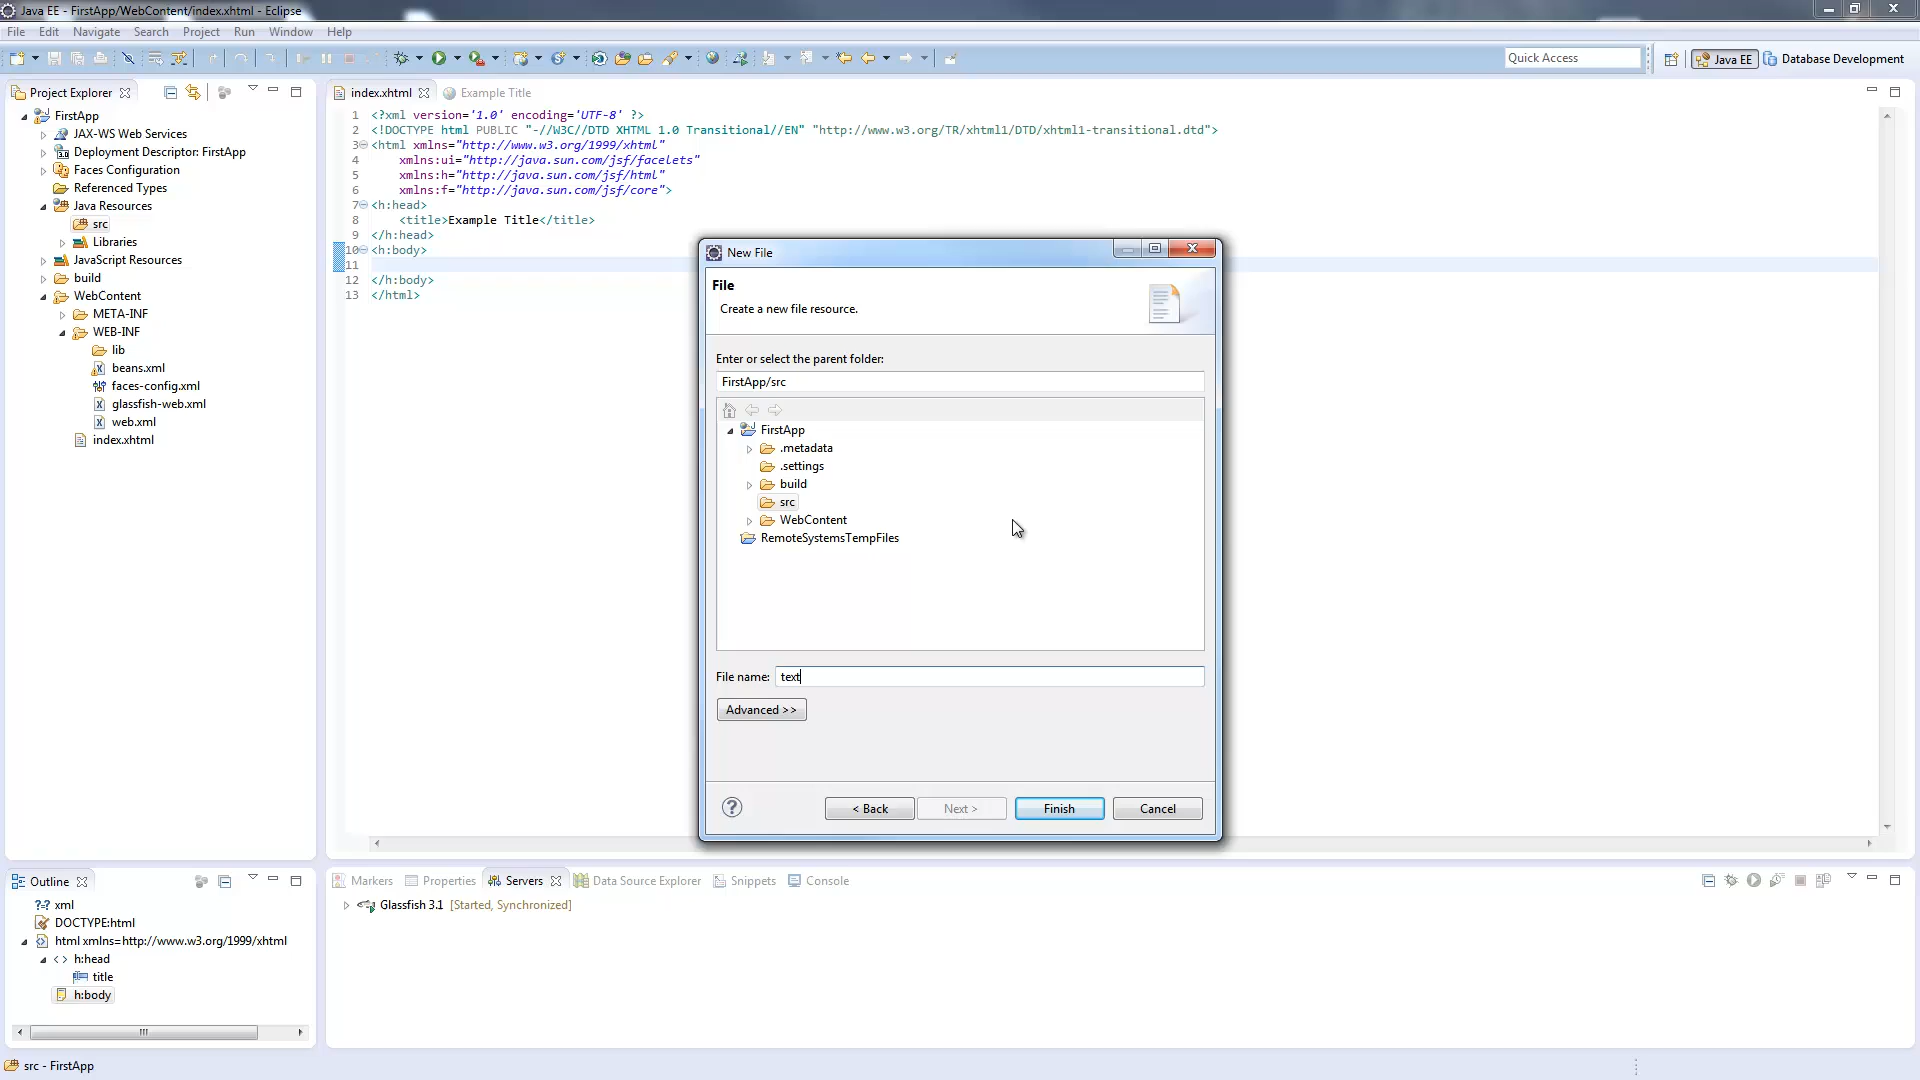 Java EE - FirstApp/WebContent/index.xhtml - Eclipse
File Edit Navigate Search Project Run Window Help
Quick Access
Java EE
Database Development
Project Explorer
FirstApp
JAX-WS Web Services
Deployment Descriptor: FirstApp
Faces Configuration
Referenced Types
Java Resources
src
Libraries
JavaScript Resources
build
WebContent
META-INF
WEB-INF
lib
beans.xml
faces-config.xml
glassfish-web.xml
web.xml
index.xhtml
index.xhtml Example Title
1 <?xml version='1.0' encoding='UTF-8' ?>
2 <!DOCTYPE html PUBLIC "-//W3C//DTD XHTML 1.0 Transitional//EN" "http://www.w3.org/TR/xhtml1/DTD/xhtml1-transitional.dtd">
3 <html xmlns="http://www.w3.org/1999/xhtml"
4 xmlns:ui="http://java.sun.com/jsf/facelets"
5 xmlns:h="http://java.sun.com/jsf/html"
6 xmlns:f="http://java.sun.com/jsf/core">
7 <h:head>
8 <title>Example Title</title>
9 </h:head>
10 <h:body>
11
12 </h:body>
13 </html>
New File
File
Create a new file resource.
Enter or select the parent folder:
FirstApp/src
FirstApp
.metadata
.settings
build
src
WebContent
RemoteSystemsTempFiles
File name: text
Advanced >>
< Back Next > Finish Cancel
Outline
?-? xml
DOCTYPE:html
html xmlns=http://www.w3.org/1999/xhtml
h:head
title
h:body
Markers Properties Servers Data Source Explorer Snippets Console
Glassfish 3.1 [Started, Synchronized]
src - FirstApp